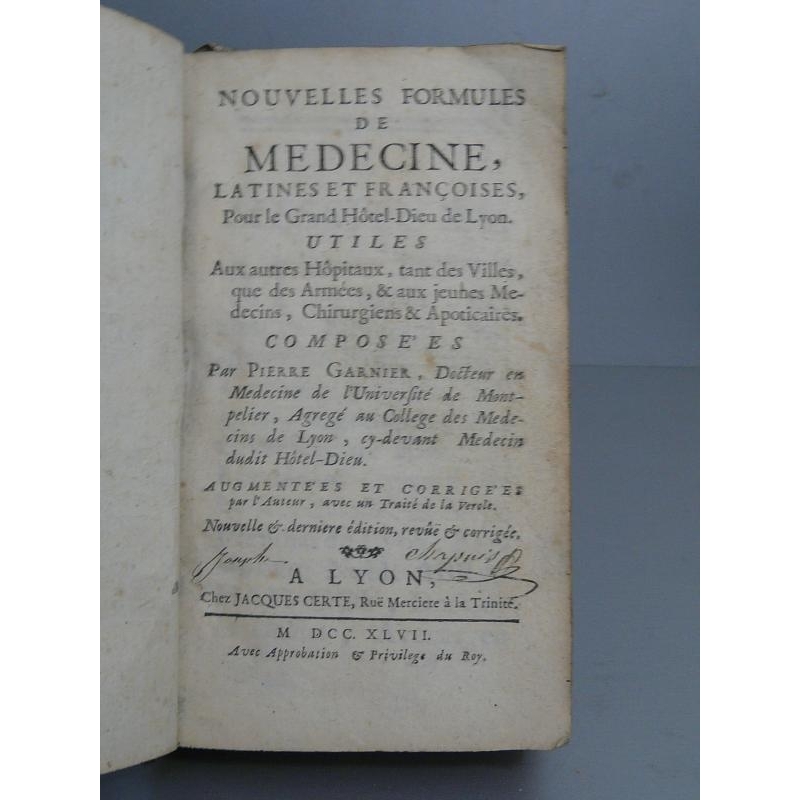 NOUVELLES FORMULES
DE
MEDECINE,
LATINES ET FRANÇOISES,
Pour le Grand Hôtel-Dieu de Lyon.
UTILES
Aux autres Hôpitaux, tant des Villes,
que des Armées, & aux jeunes Me-
decins, Chirurgiens & Apoticaires.
COMPOSE'ES
Par PIERRE GARNIER, Docteur en
Medecine de l'Université de Mont-
pelier, Agregé au College des Mede-
cins de Lyon, cy-devant Medecin
dudit Hôtel-Dieu.
AUGMENTE'ES ET CORRIGE'ES
par l'Auteur, avec un Traité de la Verole.
Nouvelle & derniere édition, revûë & corrigée.
Joseph Chapuis
A LYON,
Chez JACQUES CERTE, Ruë Merciere à la Trinité.
M DCC. XLVII.
Avec Approbation & Privilege du Roy.